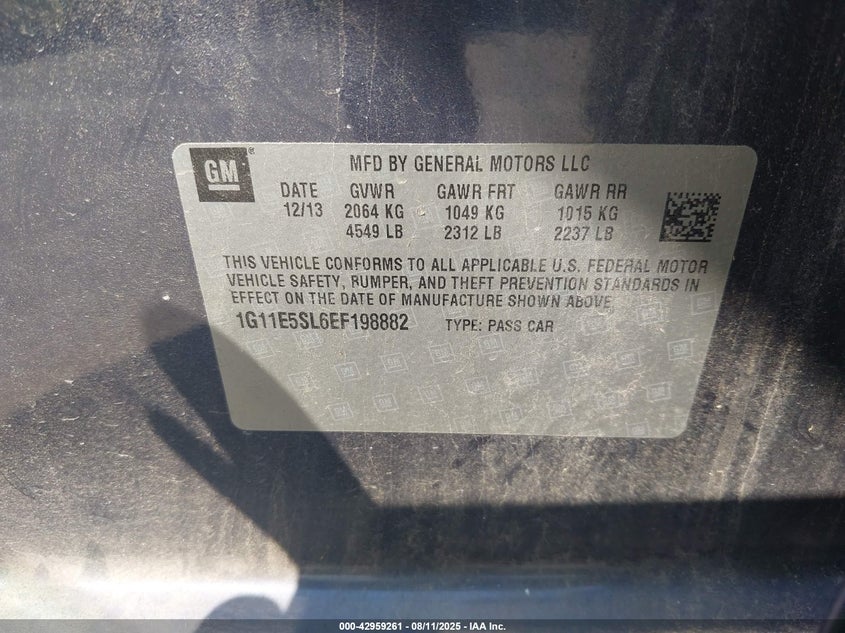 GM®
MFD BY GENERAL MOTORS LLC
DATE GVWR GAWR FRT GAWR RR
12/13 2064 KG 1049 KG 1015 KG
4549 LB 2312 LB 2237 LB
THIS VEHICLE CONFORMS TO ALL APPLICABLE U.S. FEDERAL MOTOR
VEHICLE SAFETY, BUMPER, AND THEFT PREVENTION STANDARDS IN
EFFECT ON THE DATE OF MANUFACTURE SHOWN ABOVE
1G11E5SL6EF198882 TYPE: PASS CAR
000-42959261 - 08/11/2025 - IAA Inc.